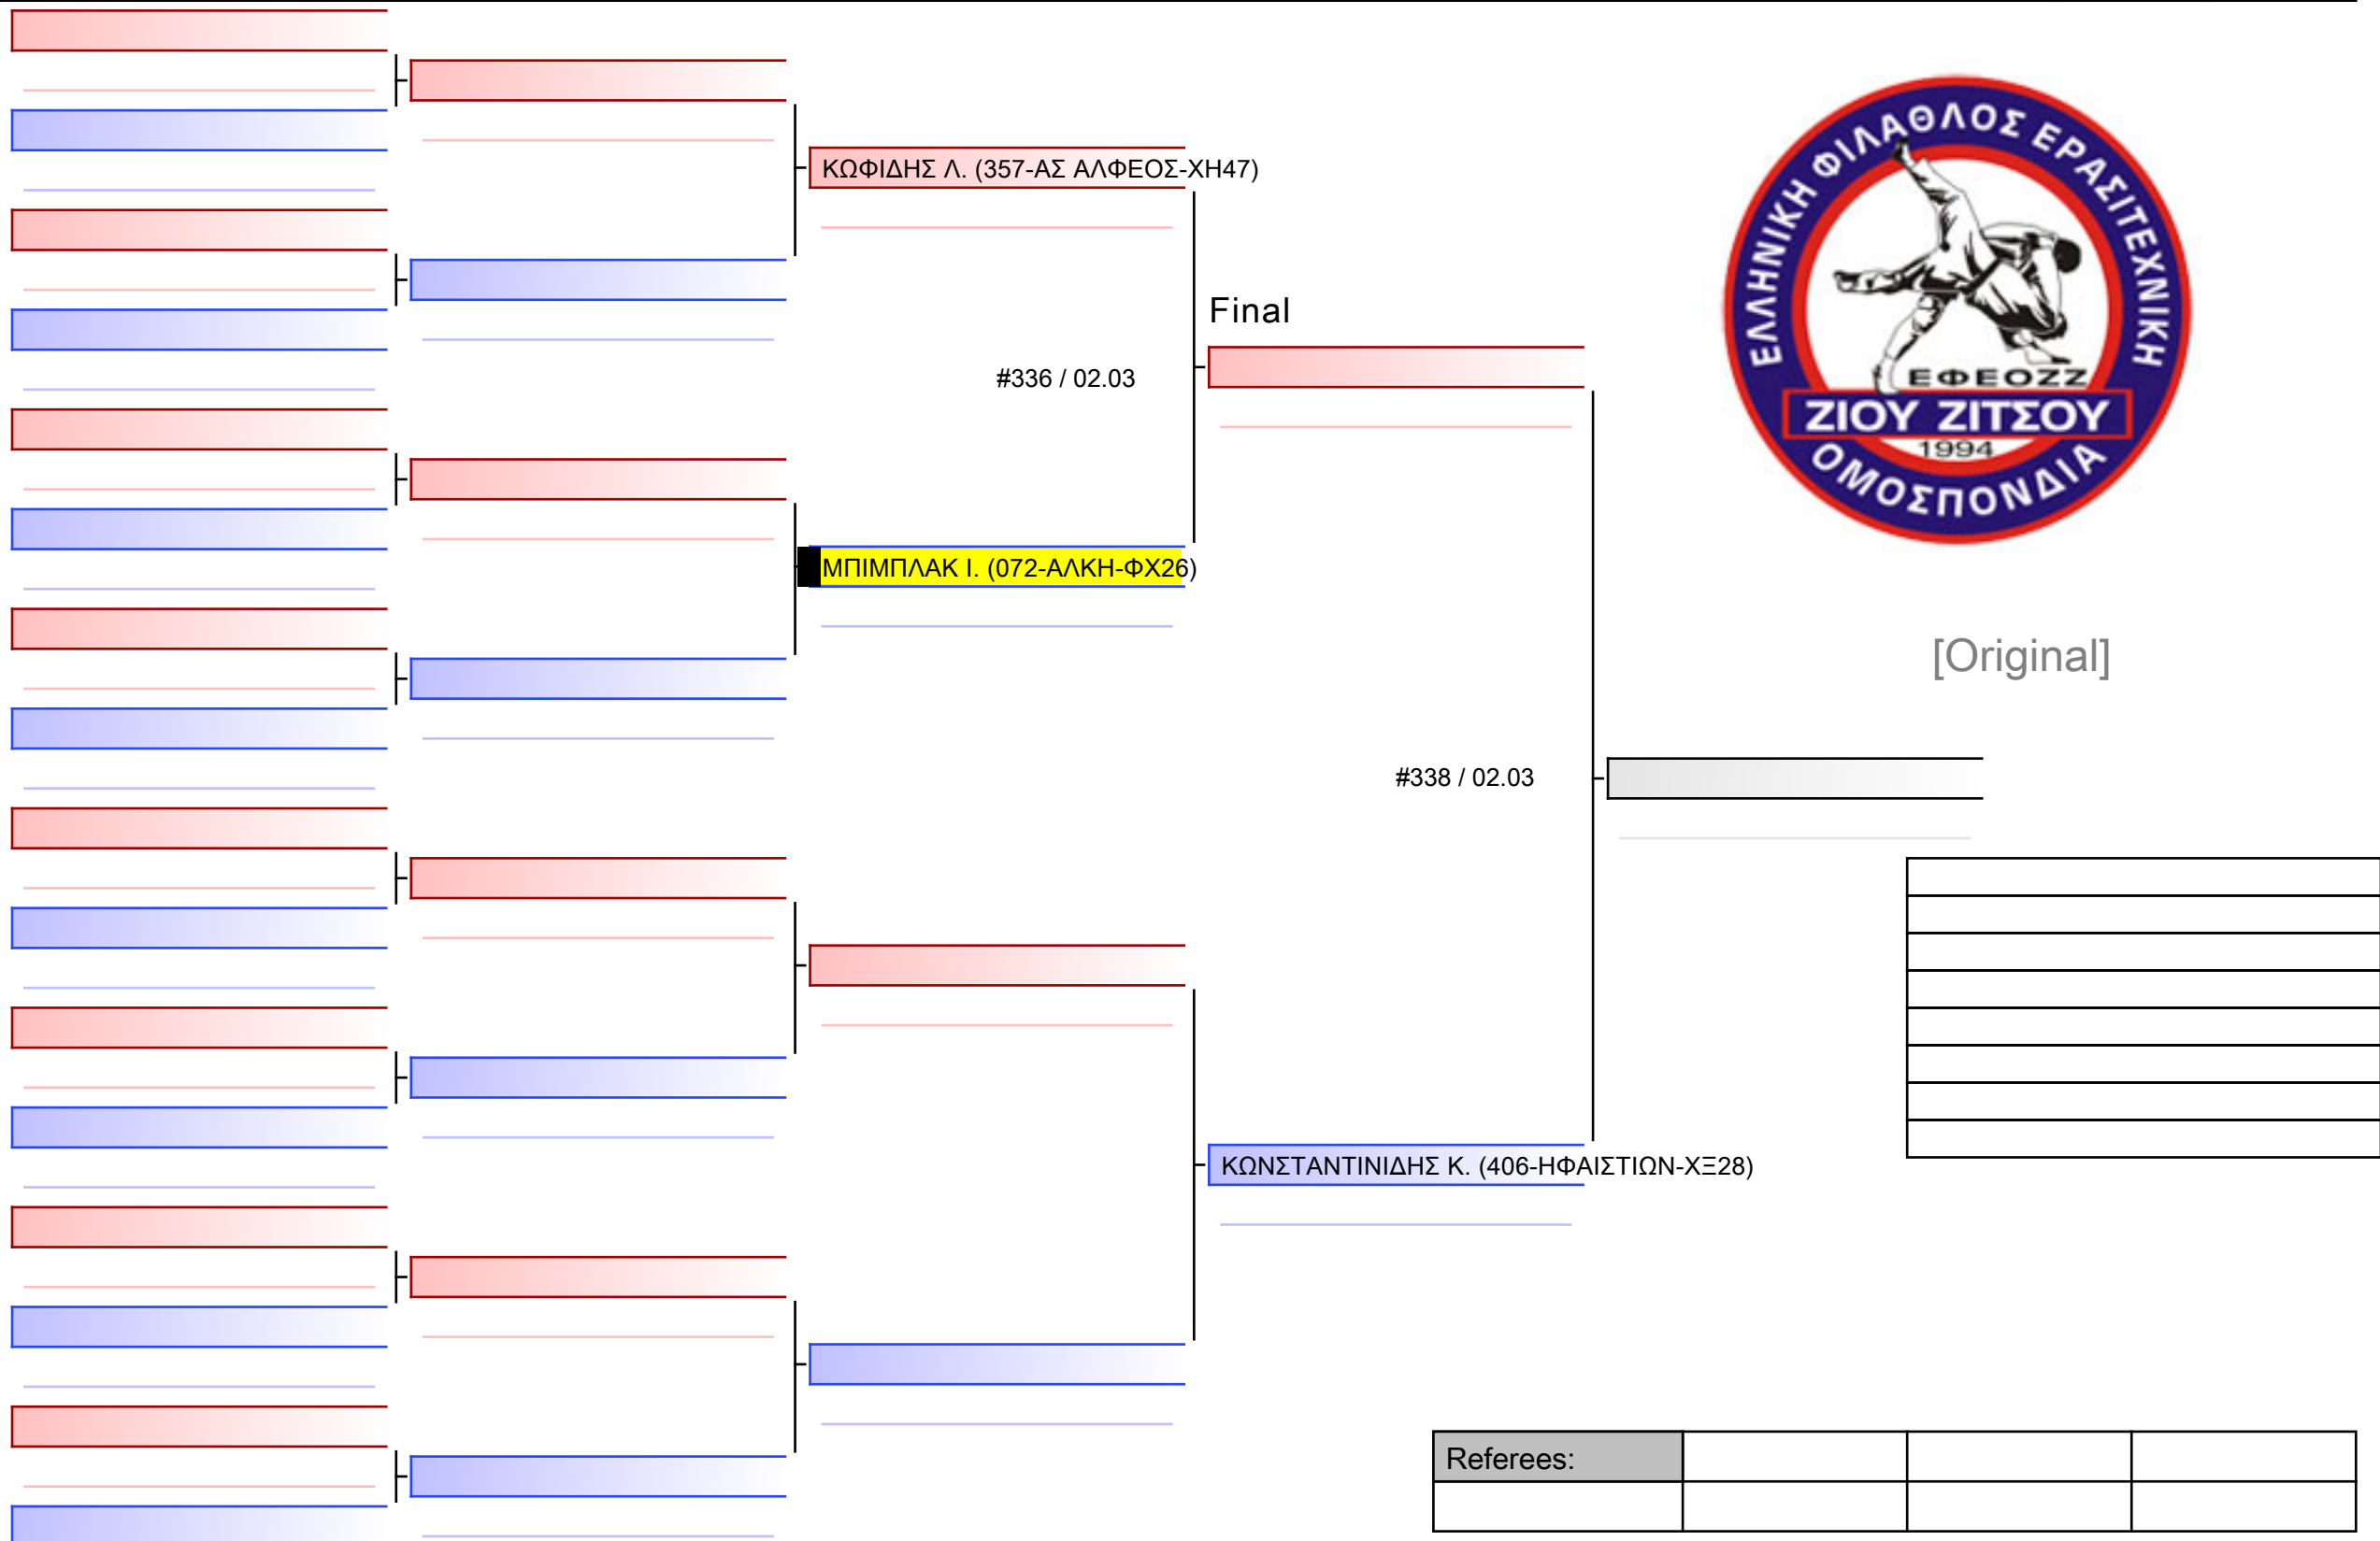 ΚΩΦΙΔΗΣ Λ. (357-ΑΣ ΑΛΦΕΟΣ-ΧΗ47)
Final
#336 / 02.03
ΜΠΙΜΠΛΑΚ Ι. (072-ΑΛΚΗ-ΦΧ26)
ΕΛΛΗΝΙΚΗ ΦΙΛΑΘΛΟΣ ΕΡΑΣΙΤΕΧΝΙΚΗ
ΕΦΕΟΖΖ
ΖΙΟΥ ΖΙΤΣΟΥ
1994
ΟΜΟΣΠΟΝΔΙΑ
[Original]
#338 / 02.03
ΚΩΝΣΤΑΝΤΙΝΙΔΗΣ Κ. (406-ΗΦΑΙΣΤΙΩΝ-ΧΞ28)
Referees: